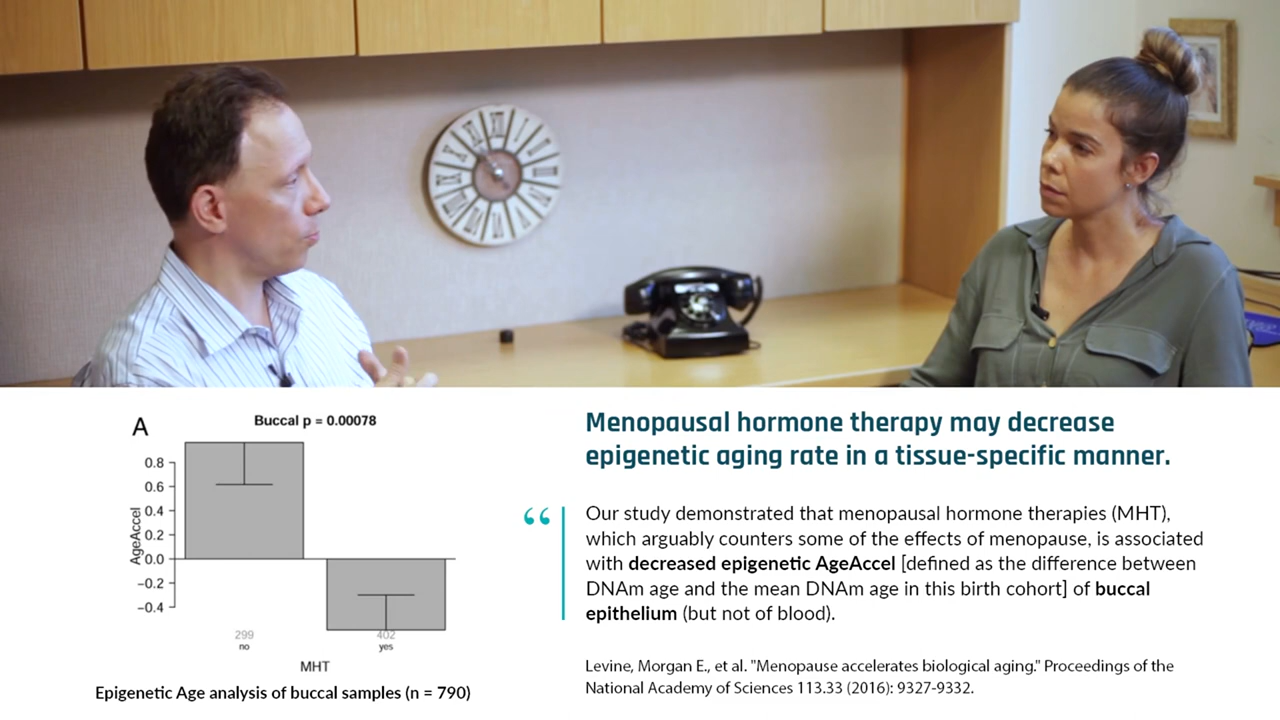 A
Buccal p = 0.00078
0.8
0.6
0.4
0.2
0.0
−0.2
−0.4
AgeAccel
299
402
no
yes
MHT
Epigenetic Age analysis of buccal samples (n = 790)
Menopausal hormone therapy may decrease
epigenetic aging rate in a tissue-specific manner.
“
Our study demonstrated that menopausal hormone therapies (MHT),
which arguably counters some of the effects of menopause, is associated
with decreased epigenetic AgeAccel [defined as the difference between
DNAm age and the mean DNAm age in this birth cohort] of buccal
epithelium (but not of blood).
Levine, Morgan E., et al. "Menopause accelerates biological aging." Proceedings of the
National Academy of Sciences 113.33 (2016): 9327-9332.